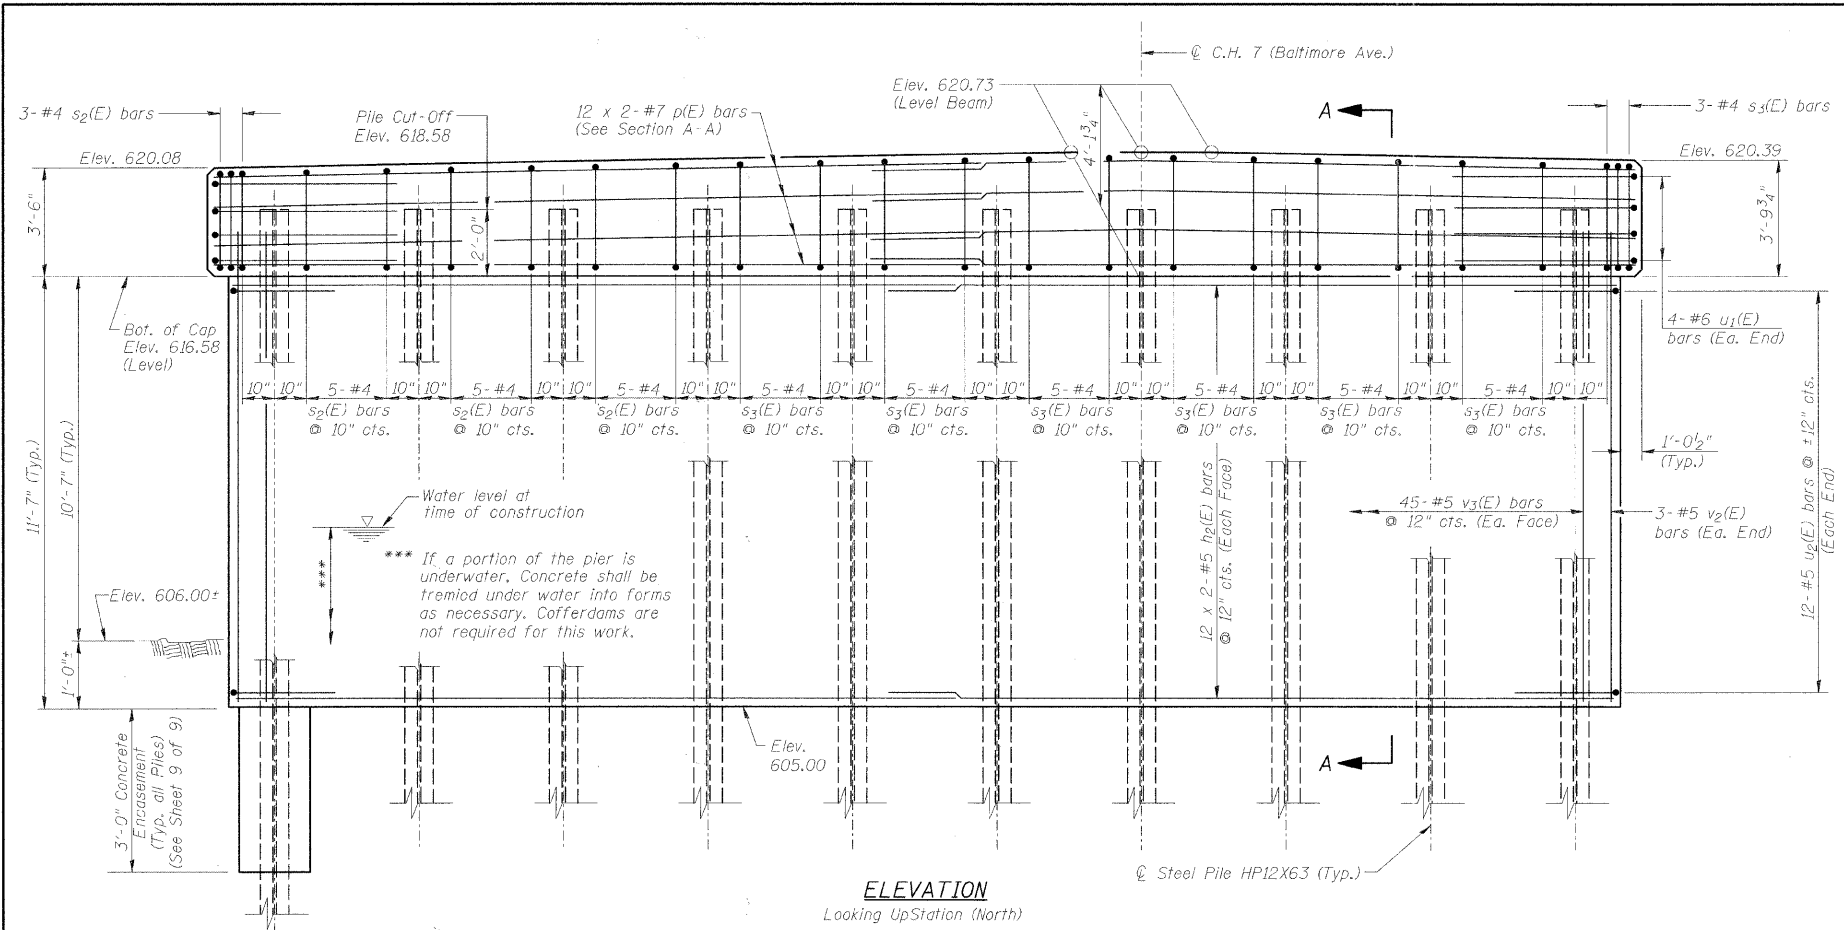 ℄ C.H. 7 (Baltimore Ave.)
Elev. 620.73
(Level Beam)
3-#4 s2(E) bars
Pile Cut-Off
Elev. 618.58
12 x 2-#7 p(E) bars
(See Section A-A)
A
3-#4 s3(E) bars
Elev. 620.08
4'-1¾"
Elev. 620.39
3'-6"
2'-0"
3'-9¾"
Bot. of Cap
Elev. 616.58
(Level)
4-#6 u1(E)
bars (Ea. End)
10" 10" 5-#4 10" 10" 5-#4 10" 10" 5-#4 10" 10" 5-#4 10" 10" 5-#4 10" 10" 5-#4 10" 10" 5-#4 10" 10" 5-#4 10" 10" 5-#4 10" 10"
s2(E) bars s2(E) bars s2(E) bars s3(E) bars s3(E) bars s3(E) bars s3(E) bars s3(E) bars s3(E) bars
@ 10" cts. @ 10" cts. @ 10" cts. @ 10" cts. @ 10" cts. @ 10" cts. @ 10" cts. @ 10" cts. @ 10" cts.
11'-7" (Typ.)
10'-7" (Typ.)
1'-0½"
(Typ.)
Water level at
time of construction
12 x 2-#5 h2(E) bars
@ 12" cts. (Each Face)
45-#5 v3(E) bars
@ 12" cts. (Ea. Face)
3-#5 v2(E)
bars (Ea. End)
12-#5 u2(E) bars @ ±12" cts.
(Each End)
***
*** If a portion of the pier is
underwater, Concrete shall be
tremied under water into forms
as necessary. Cofferdams are
not required for this work.
Elev. 606.00±
1'-0"±
Elev.
605.00
A
3'-0" Concrete
Encasement
(Typ. all Piles)
(See Sheet 9 of 9)
℄ Steel Pile HP12X63 (Typ.)
ELEVATION
Looking UpStation (North)